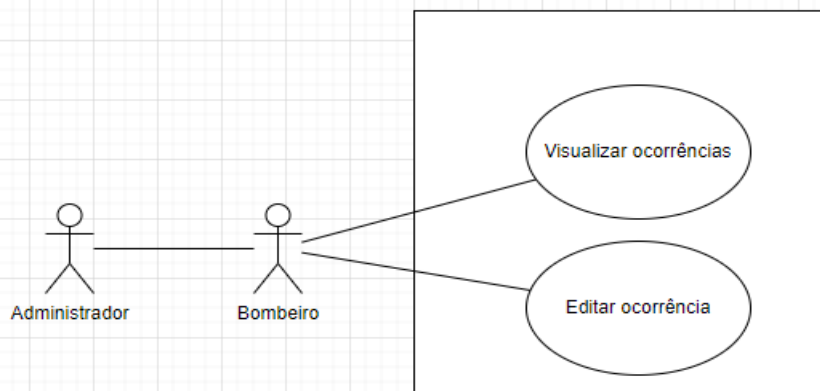 Visualizar ocorrências
Editar ocorrência
Administrador
Bombeiro